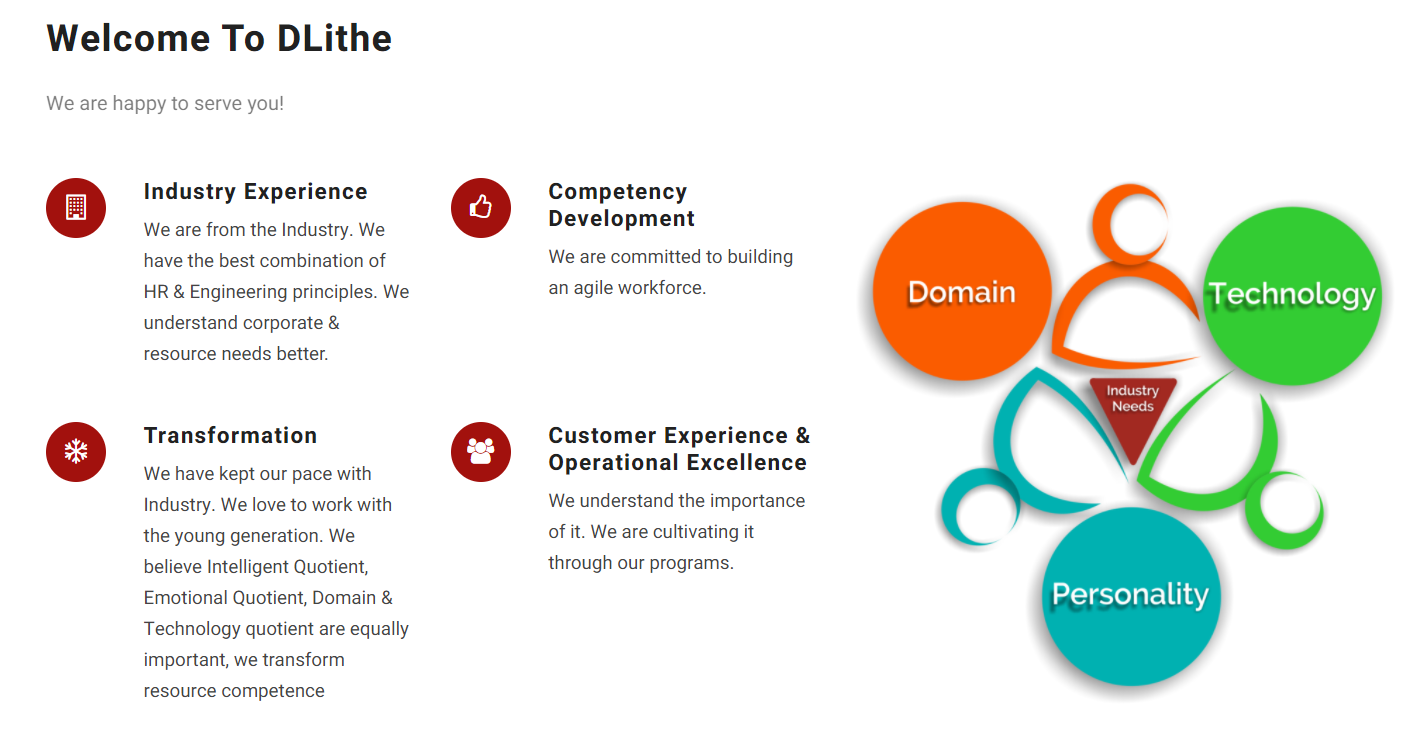 Welcome To DLithe
We are happy to serve you!
Industry Experience
We are from the Industry. We
have the best combination of
HR & Engineering principles. We
understand corporate &
resource needs better.
Competency
Development
We are committed to building
an agile workforce.
Transformation
We have kept our pace with
Industry. We love to work with
the young generation. We
believe Intelligent Quotient,
Emotional Quotient, Domain &
Technology quotient are equally
important, we transform
resource competence
Customer Experience &
Operational Excellence
We understand the importance
of it. We are cultivating it
through our programs.
Domain
Technology
Industry
Needs
Personality